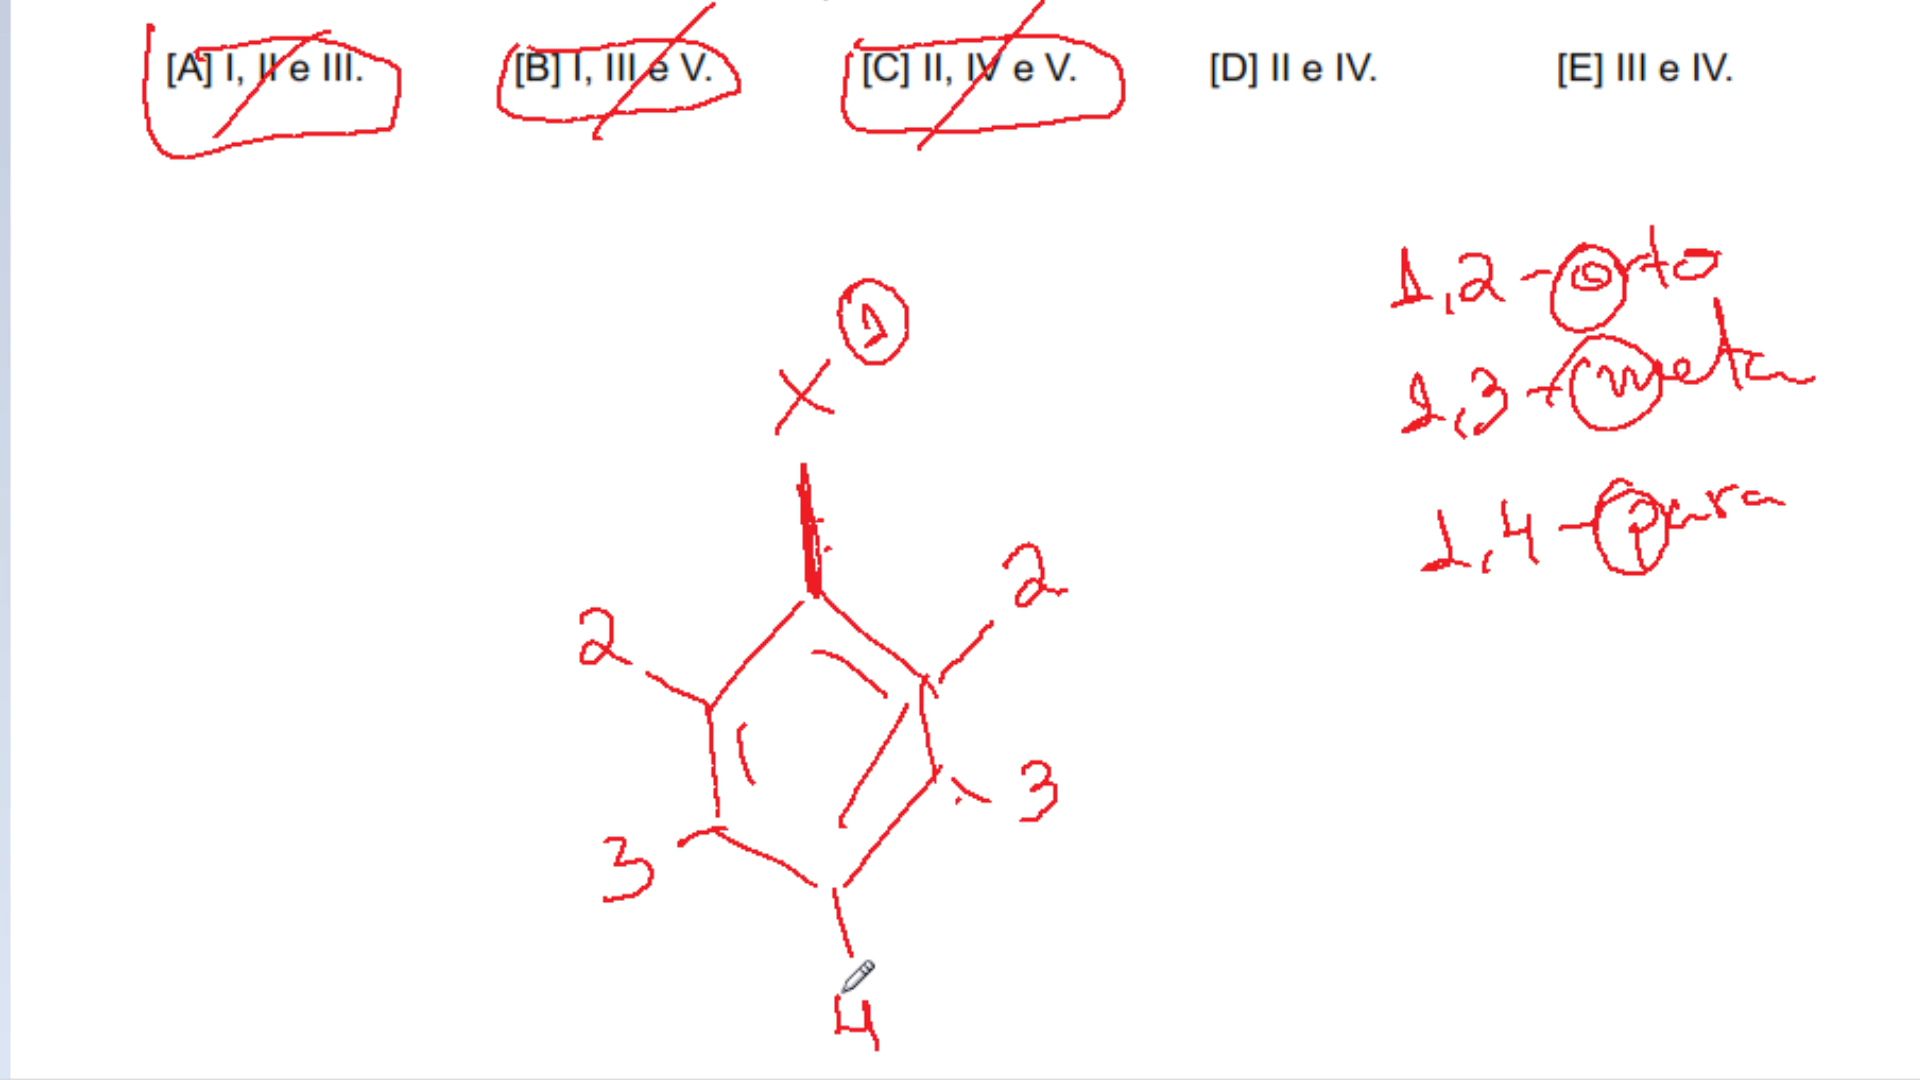 [A] I, II e III. [B] I, III e V. [C] II, IV e V. [D] II e IV. [E] III e IV.
1,2 - orto
1
X
1,3 - meta
1,4 - para
2
2
3
3
4